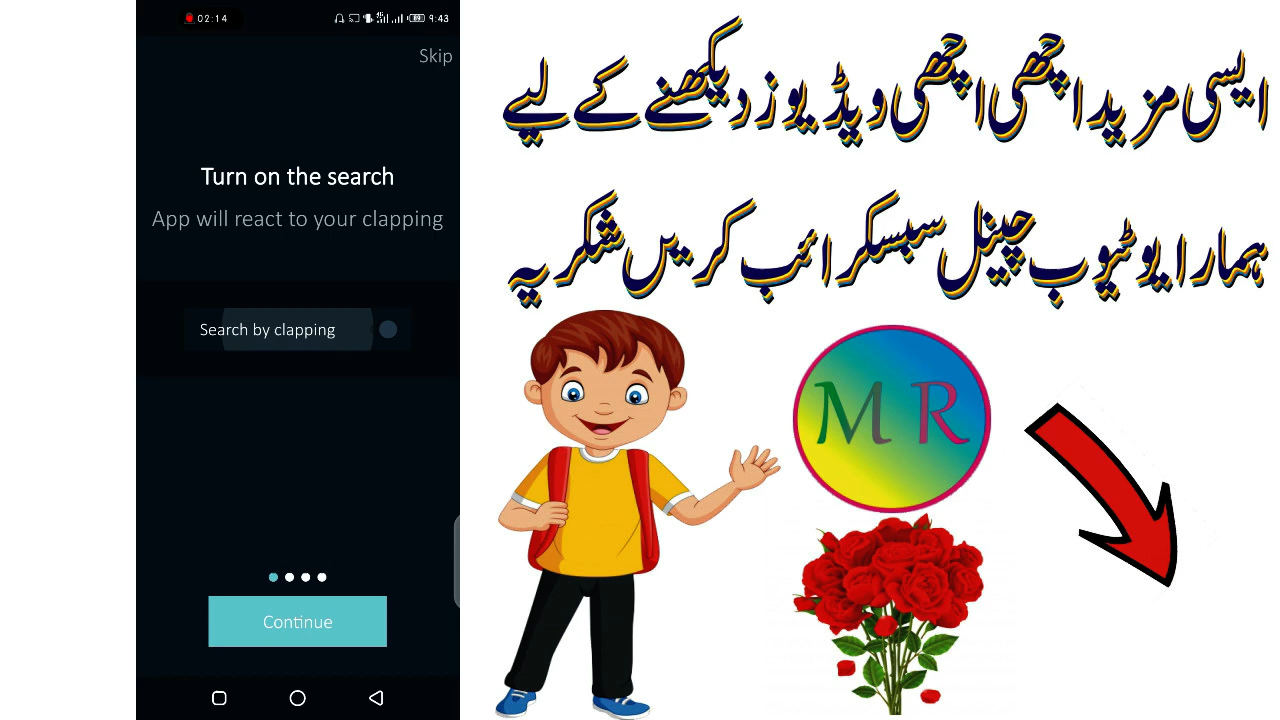 02:14
9:43
Skip
Turn on the search
App will react to your clapping
Search by clapping
Continue
ایسی مزید اچھی اچھی ویڈیوز دیکھنے کے لیے
ہمارا یوٹیوب چینل سبسکرائب کریں شکریہ
M R